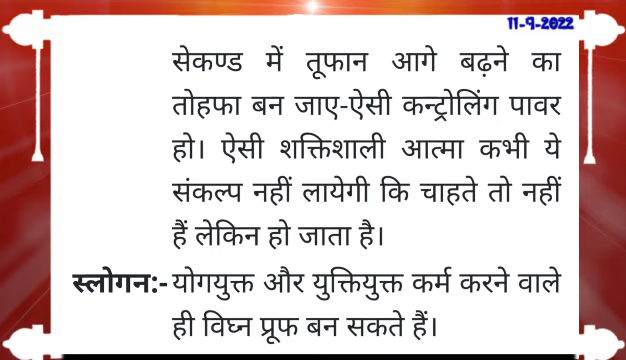 11-9-2022
सेकण्ड में तूफान आगे बढ़ने का
तोहफा बन जाए-ऐसी कन्ट्रोलिंग पावर
हो। ऐसी शक्तिशाली आत्मा कभी ये
संकल्प नहीं लायेगी कि चाहते तो नहीं
हैं लेकिन हो जाता है।
स्लोगन:-योगयुक्त और युक्तियुक्त कर्म करने वाले
ही विघ्न प्रूफ बन सकते हैं।